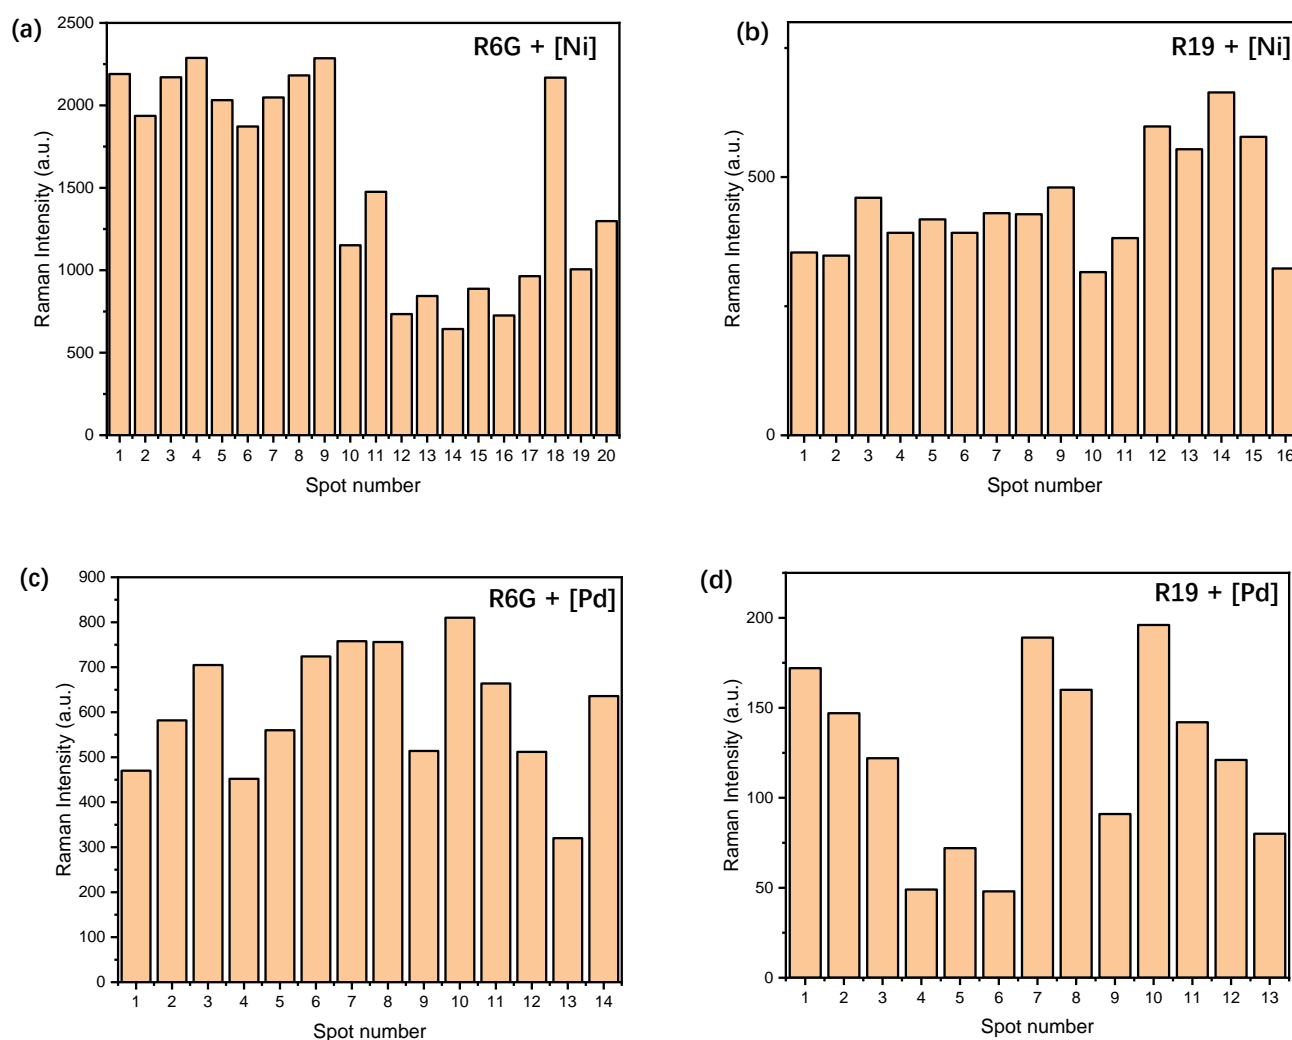 (a)
R6G + [Ni]
Raman Intensity (a.u.)
2500
2000
1500
1000
500
0
1 2 3 4 5 6 7 8 9 10 11 12 13 14 15 16 17 18 19 20
Spot number
(b)
R19 + [Ni]
Raman Intensity (a.u.)
500
0
1 2 3 4 5 6 7 8 9 10 11 12 13 14 15 16
Spot number
(c)
R6G + [Pd]
Raman Intensity (a.u.)
900
800
700
600
500
400
300
200
100
0
1 2 3 4 5 6 7 8 9 10 11 12 13 14
Spot number
(d)
R19 + [Pd]
Raman Intensity (a.u.)
200
150
100
50
0
1 2 3 4 5 6 7 8 9 10 11 12 13
Spot number